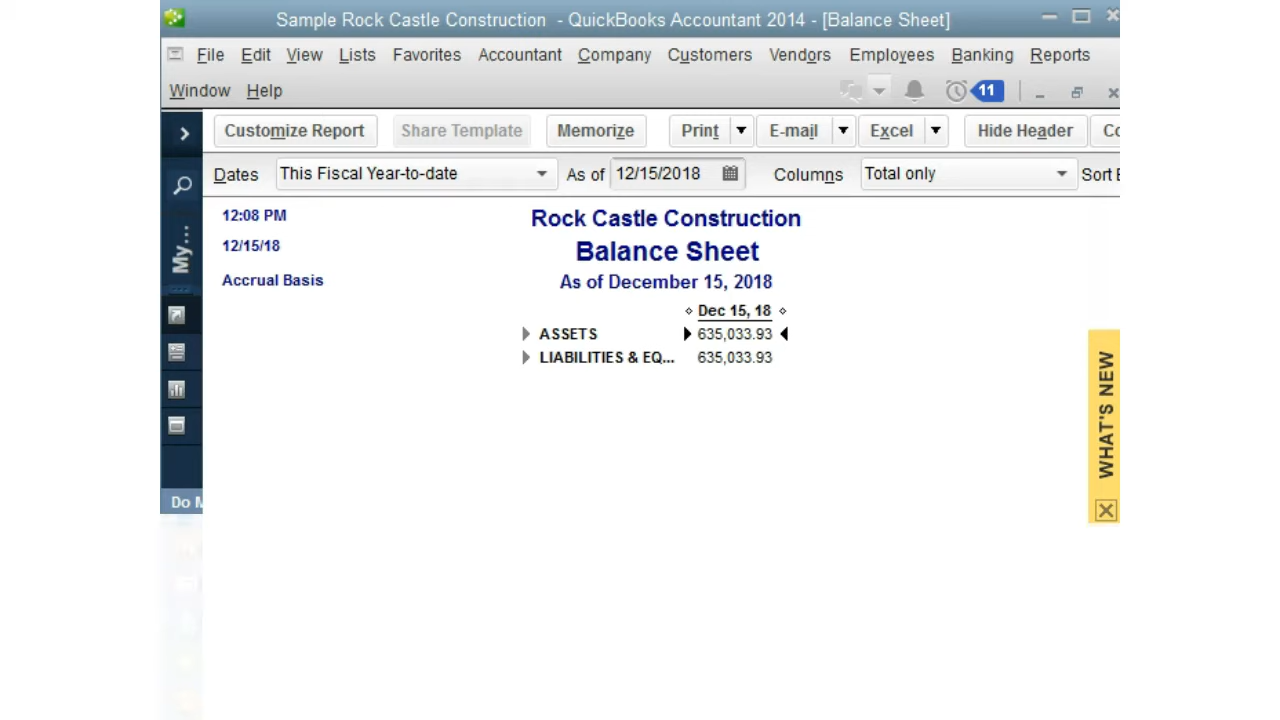 Sample Rock Castle Construction - QuickBooks Accountant 2014 - [Balance Sheet]
File Edit View Lists Favorites Accountant Company Customers Vendors Employees Banking Reports
Window Help 11
Customize Report Share Template Memorize Print E-mail Excel Hide Header Co
Dates This Fiscal Year-to-date As of 12/15/2018 Columns Total only Sort
12:08 PM
Rock Castle Construction
12/15/18
Balance Sheet
Accrual Basis
As of December 15, 2018
Dec 15, 18
ASSETS 635,033.93
LIABILITIES & EQ... 635,033.93
My...
Do
WHAT'S NEW